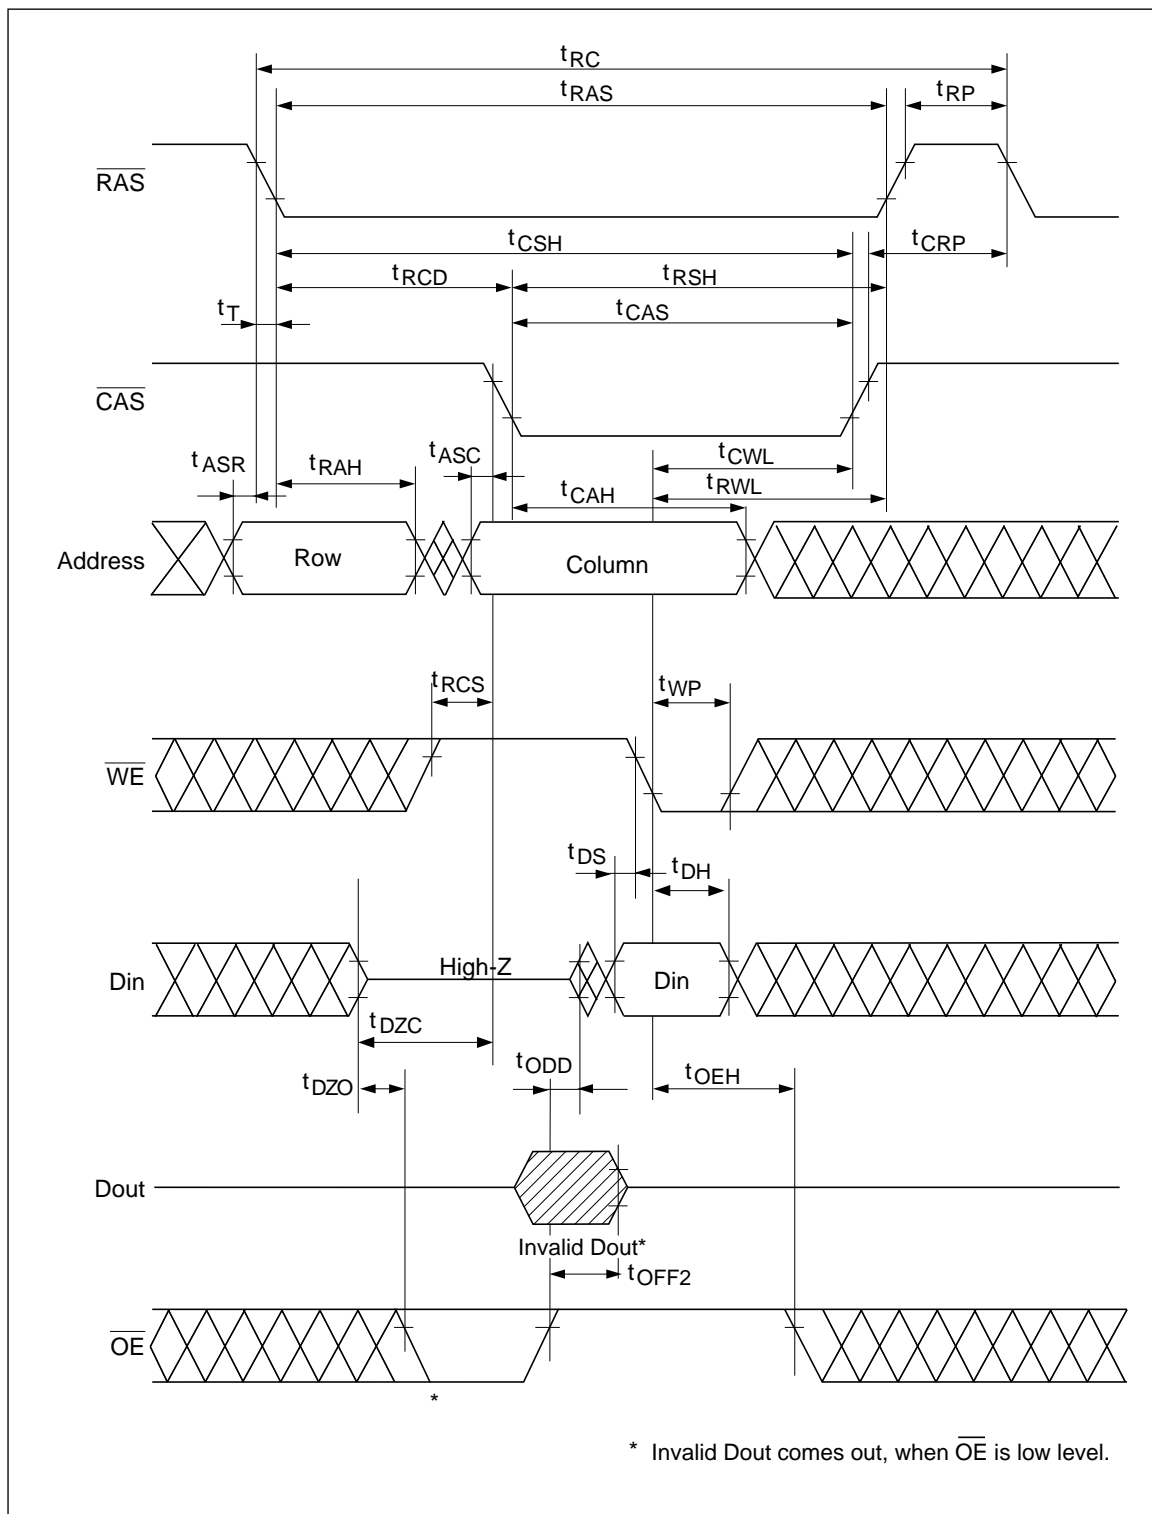 tRC
tRAS
tRP
RAS
tCSH
tCRP
tRCD
tRSH
tT
tCAS
CAS
tASR
tRAH
tASC
tCWL
tRWL
tCAH
Address
Row
Column
tRCS
tWP
WE
tDS
tDH
Din
High-Z
Din
tDZC
tODD
tDZO
tOEH
Dout
Invalid Dout*
tOFF2
OE
*
* Invalid Dout comes out, when OE is low level.